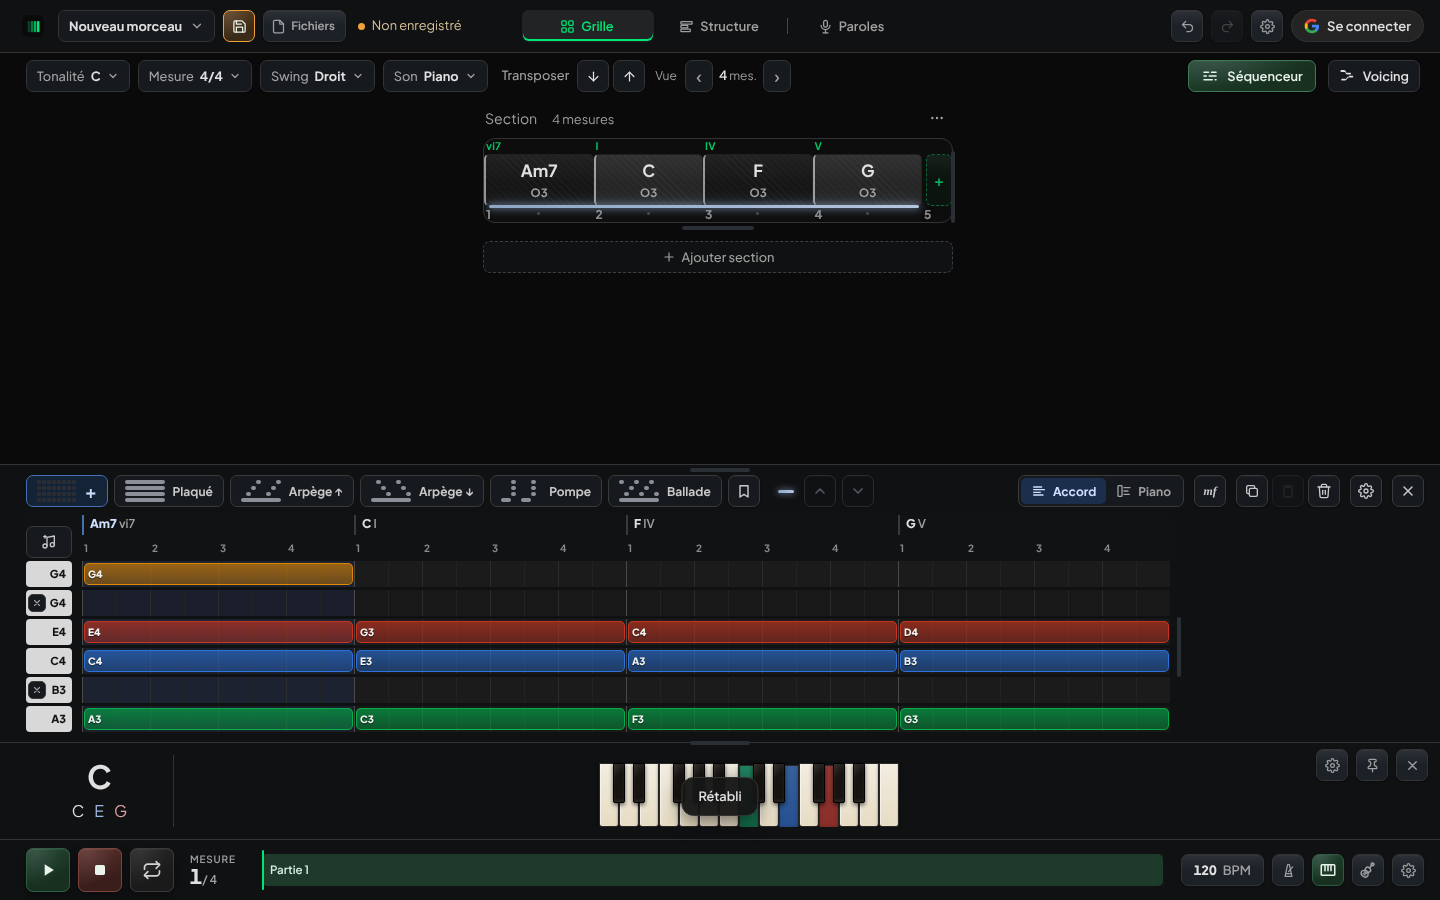 Nouveau morceau Fichiers Non enregistré Grille Structure Paroles Se connecter
Tonalité C Mesure 4/4 Swing Droit Son Piano Transposer Vue 4 mes. Séquenceur Voicing
Section 4 mesures
vi7 I IV V
Am7 C F G +
O3 O3 O3 O3
1 2 3 4 5
+ Ajouter section
+ Plaqué Arpège ↑ Arpège ↓ Pompe Ballade Accord Piano mf
Am7 vi7 C I F IV G V
1 2 3 4 1 2 3 4 1 2 3 4 1 2 3 4
G4 G4
G4
E4 E4 G3 C4 D4
C4 C4 E3 A3 B3
B3
A3 A3 C3 F3 G3
C
C E G
Rétabli
MESURE
1/4 Partie 1 120 BPM